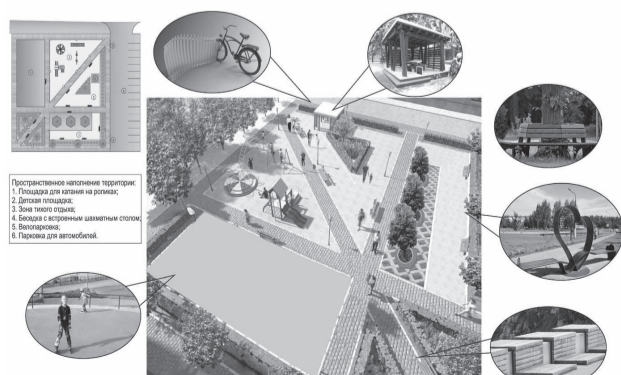 Пространственное наполнение территории:
1. Площадка для катания на роликах;
2. Детская площадка;
3. Зона тихого отдыха;
4. Беседка с встроенным шахматным столом;
5. Велопарковка;
6. Парковка для автомобилей.